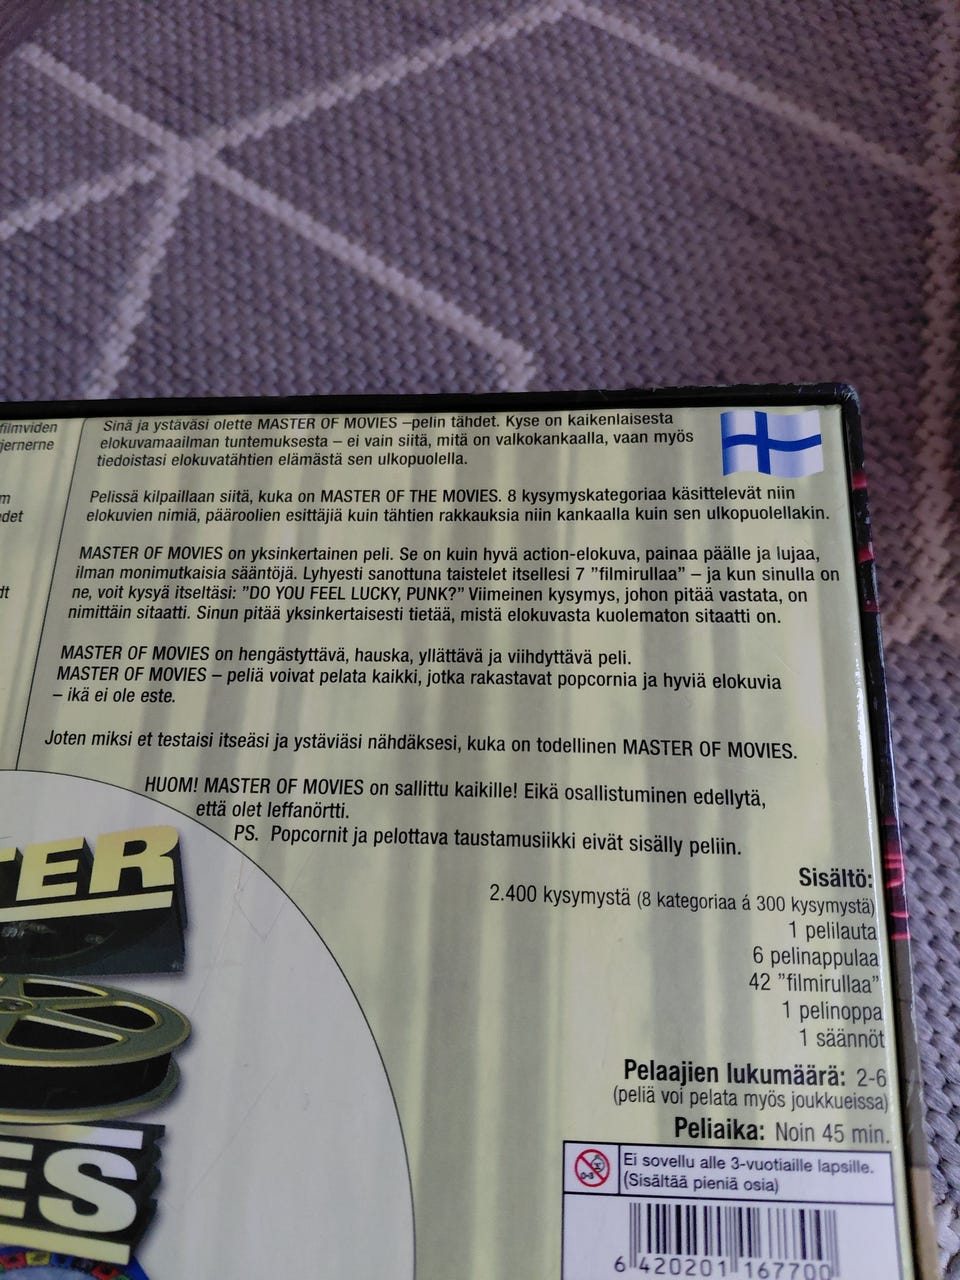 filmviden
jernerne
m
det
dt
Sinä ja ystäväsi olette MASTER OF MOVIES –pelin tähdet. Kyse on kaikenlaisesta
elokuvamaailman tuntemuksesta – ei vain siitä, mitä on valkokankaalla, vaan myös
tiedoistasi elokuvatähtien elämästä sen ulkopuolella.
Pelissä kilpaillaan siitä, kuka on MASTER OF THE MOVIES. 8 kysymyskategoriaa käsittelevät niin
elokuvien nimiä, pääroolien esittäjiä kuin tähtien rakkauksia niin kankaalla kuin sen ulkopuolellakin.
MASTER OF MOVIES on yksinkertainen peli. Se on kuin hyvä action-elokuva, painaa päälle ja lujaa,
ilman monimutkaisia sääntöjä. Lyhyesti sanottuna taistelet itsellesi 7 ”filmirullaa” – ja kun sinulla on
ne, voit kysyä itseltäsi: ”DO YOU FEEL LUCKY, PUNK?” Viimeinen kysymys, johon pitää vastata, on
nimittäin sitaatti. Sinun pitää yksinkertaisesti tietää, mistä elokuvasta kuolematon sitaatti on.
MASTER OF MOVIES on hengästyttävä, hauska, yllättävä ja viihdyttävä peli.
MASTER OF MOVIES – peliä voivat pelata kaikki, jotka rakastavat popcornia ja hyviä elokuvia
– ikä ei ole este.
Joten miksi et testaisi itseäsi ja ystäviäsi nähdäksesi, kuka on todellinen MASTER OF MOVIES.
HUOM! MASTER OF MOVIES on sallittu kaikille! Eikä osallistuminen edellytä,
että olet leffanörtti.
PS. Popcornit ja pelottava taustamusiikki eivät sisälly peliin.
TER
ES
Sisältö:
2.400 kysymystä (8 kategoriaa á 300 kysymystä)
1 pelilauta
6 pelinappulaa
42 ”filmirullaa”
1 pelinoppa
1 säännöt
Pelaajien lukumäärä: 2-6
(peliä voi pelata myös joukkueissa)
Peliaika: Noin 45 min.
0-3
Ei sovellu alle 3-vuotiaille lapsille.
(Sisältää pieniä osia)
6 420201 167700